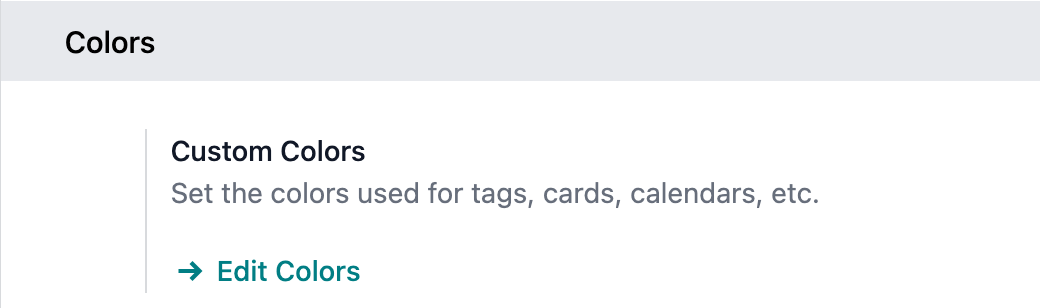 Colors
Custom Colors
Set the colors used for tags, cards, calendars, etc.
→ Edit Colors